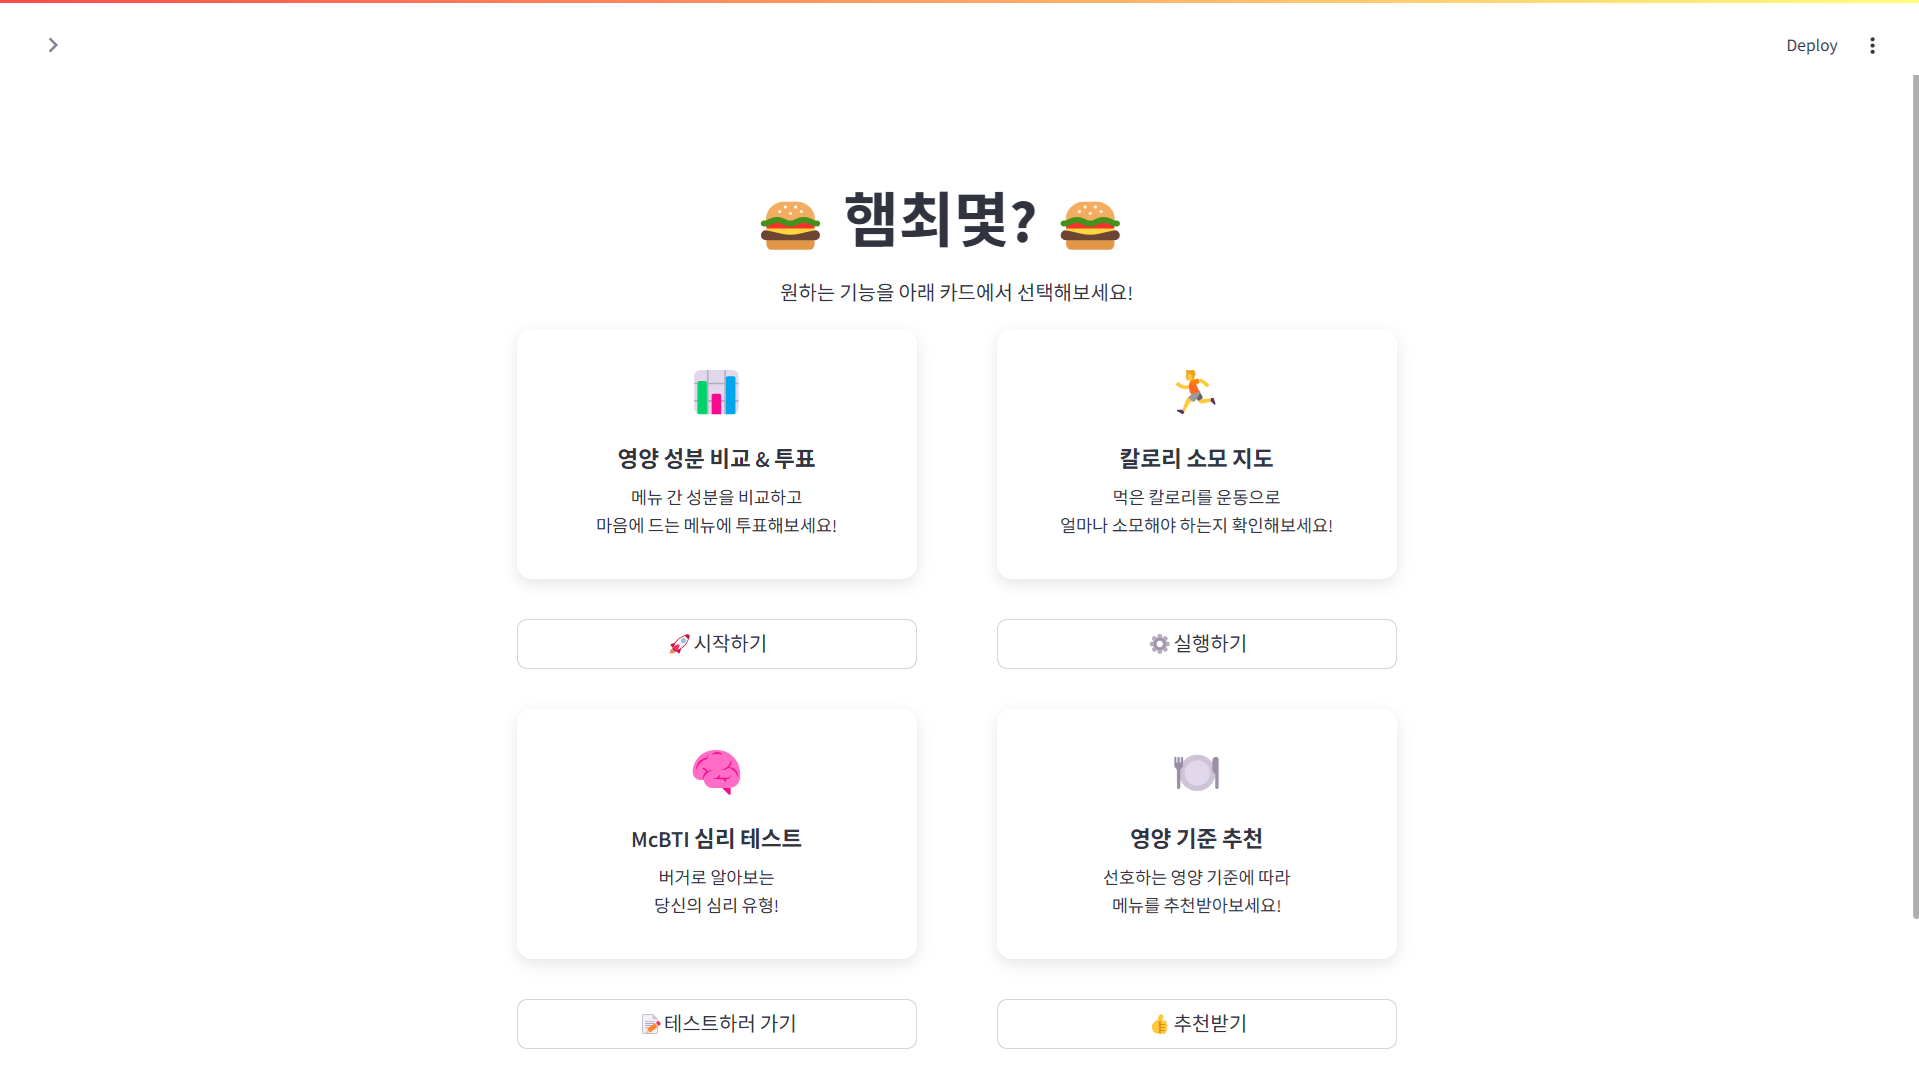 Deploy
🍔 햄최몇? 🍔
원하는 기능을 아래 카드에서 선택해보세요!
영양 성분 비교 & 투표
메뉴 간 성분을 비교하고
마음에 드는 메뉴에 투표해보세요!
🚀 시작하기
칼로리 소모 지도
먹은 칼로리를 운동으로
얼마나 소모해야 하는지 확인해보세요!
⚙️ 실행하기
McBTI 심리 테스트
버거로 알아보는
당신의 심리 유형!
📝 테스트하러 가기
영양 기준 추천
선호하는 영양 기준에 따라
메뉴를 추천받아보세요!
👍 추천받기